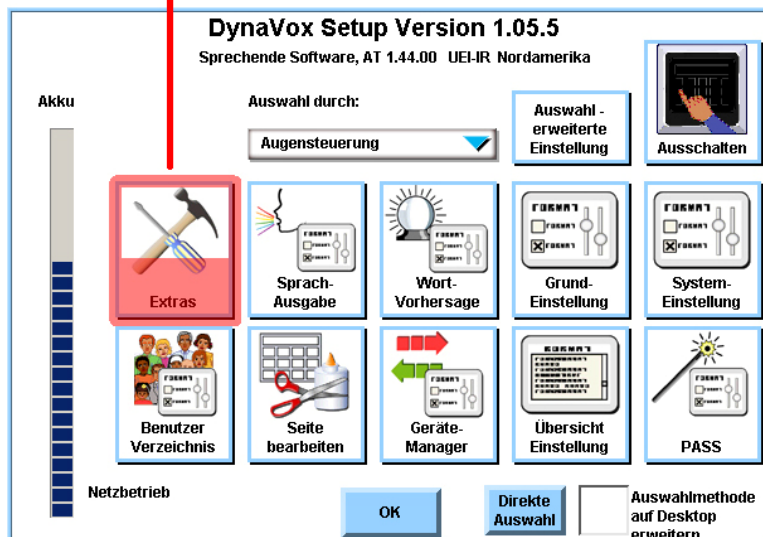 DynaVox Setup Version 1.05.5
Sprechende Software, AT 1.44.00 UEI-IR Nordamerika
Akku
Auswahl durch:
Augensteuerung
Auswahl -
erweiterte
Einstellung
Ausschalten
Extras
Sprach-
Ausgabe
Wort-
Vorhersage
Grund-
Einstellung
System-
Einstellung
Benutzer
Verzeichnis
Seite
bearbeiten
Geräte-
Manager
Übersicht
Einstellung
PASS
Netzbetrieb
OK
Direkte
Auswahl
Auswahlmethode
auf Desktop
erweitern